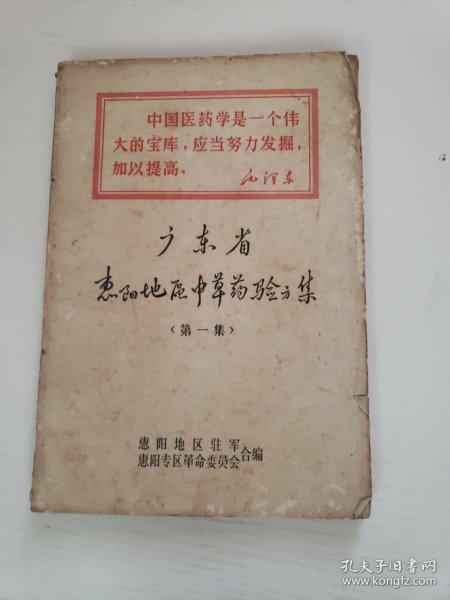 中国医药学是一个伟
大的宝库，应当努力发掘，
加以提高。
毛泽东
广东省
惠阳地区中草药验方集
（第一集）
惠阳地区驻军
惠阳专区革命委员会合编
孔夫子旧书网
www.kongfz.com